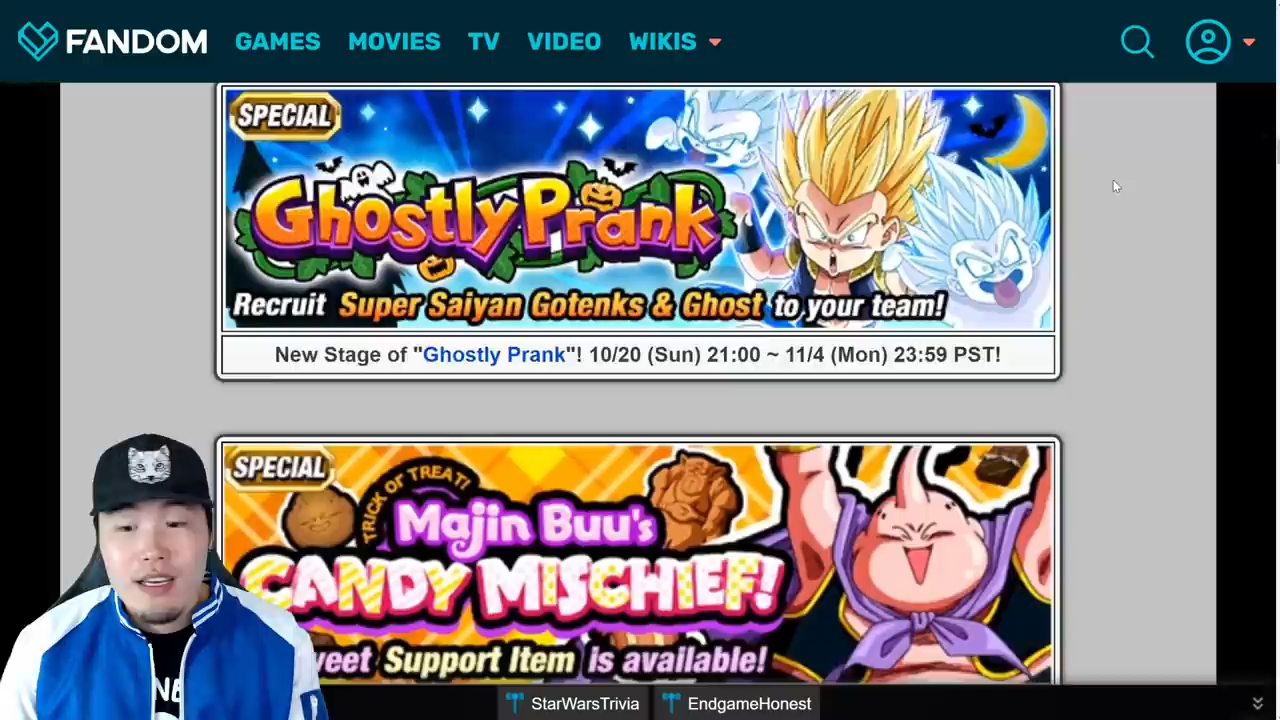 FANDOM GAMES MOVIES TV VIDEO WIKIS
SPECIAL
Ghostly Prank
Recruit Super Saiyan Gotenks & Ghost to your team!
New Stage of "Ghostly Prank"! 10/20 (Sun) 21:00 ~ 11/4 (Mon) 23:59 PST!
SPECIAL
TRICK OR TREAT!
Majin Buu's
CANDY MISCHIEF!
Support Item is available!
StarWarsTrivia EndgameHonest